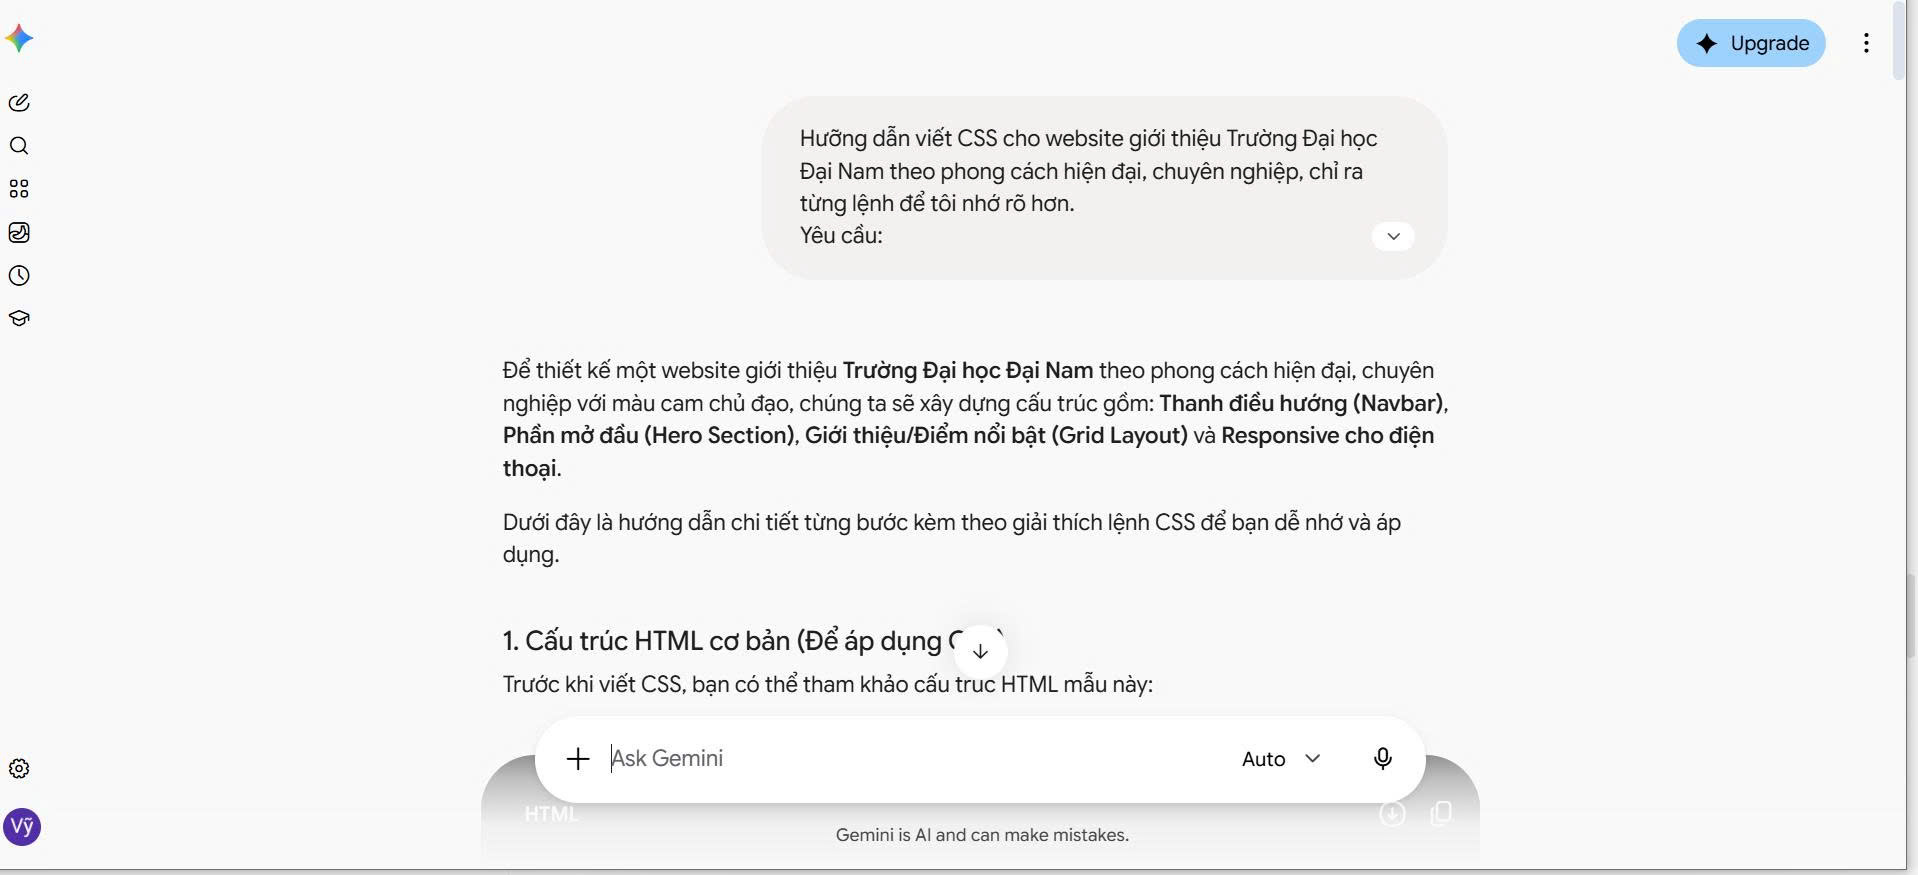 Upgrade
Hưỡng dẫn viết CSS cho website giới thiệu Trường Đại học
Đại Nam theo phong cách hiện đại, chuyên nghiệp, chỉ ra
từng lệnh để tôi nhớ rõ hơn.
Yêu cầu:
Để thiết kế một website giới thiệu Trường Đại học Đại Nam theo phong cách hiện đại, chuyên
nghiệp với màu cam chủ đạo, chúng ta sẽ xây dựng cấu trúc gồm: Thanh điều hướng (Navbar),
Phần mở đầu (Hero Section), Giới thiệu/Điểm nổi bật (Grid Layout) và Responsive cho điện
thoại.
Dưới đây là hướng dẫn chi tiết từng bước kèm theo giải thích lệnh CSS để bạn dễ nhớ và áp
dụng.
1. Cấu trúc HTML cơ bản (Để áp dụng
Trước khi viết CSS, bạn có thể tham khảo cấu trúc HTML mẫu này:
Ask Gemini
Auto
HTML
Vỹ
Gemini is AI and can make mistakes.